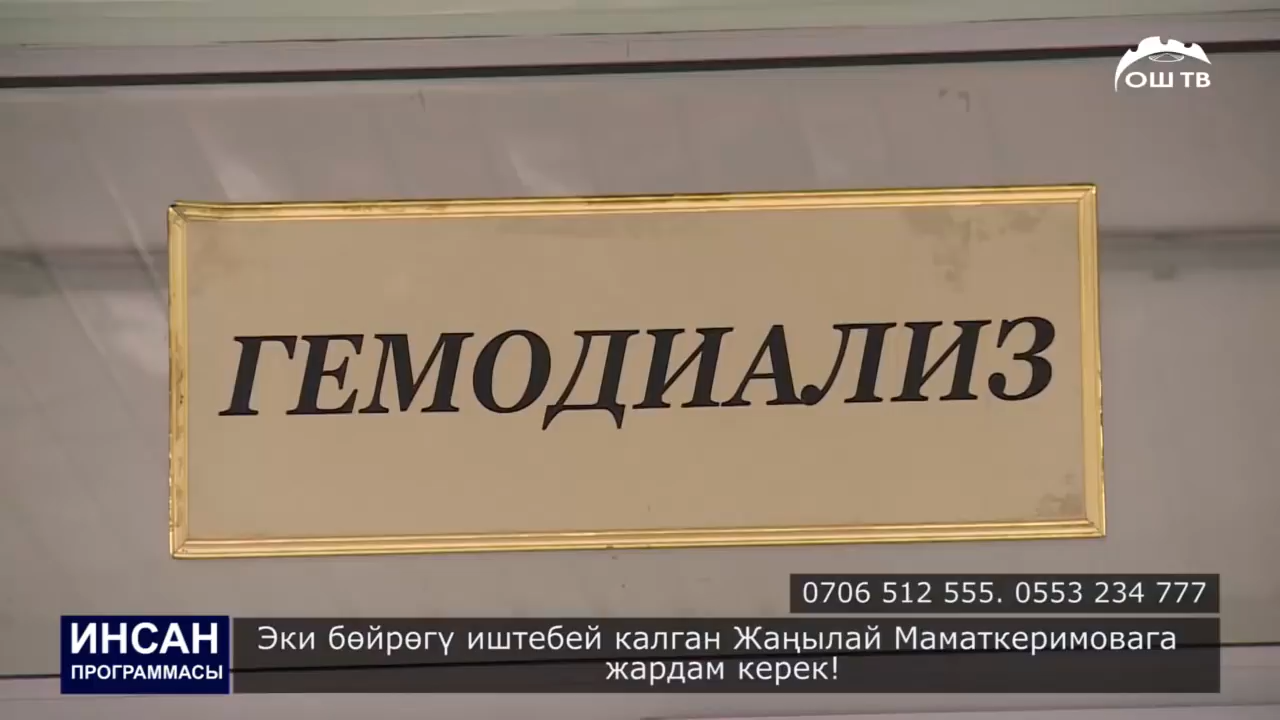 ОШ ТВ
ГЕМОДИАЛИЗ
0706 512 555. 0553 234 777
ИНСАН
ПРОГРАММАСЫ
Эки бөйрөгү иштебей калган Жаңылай Маматкеримовага
жардам керек!